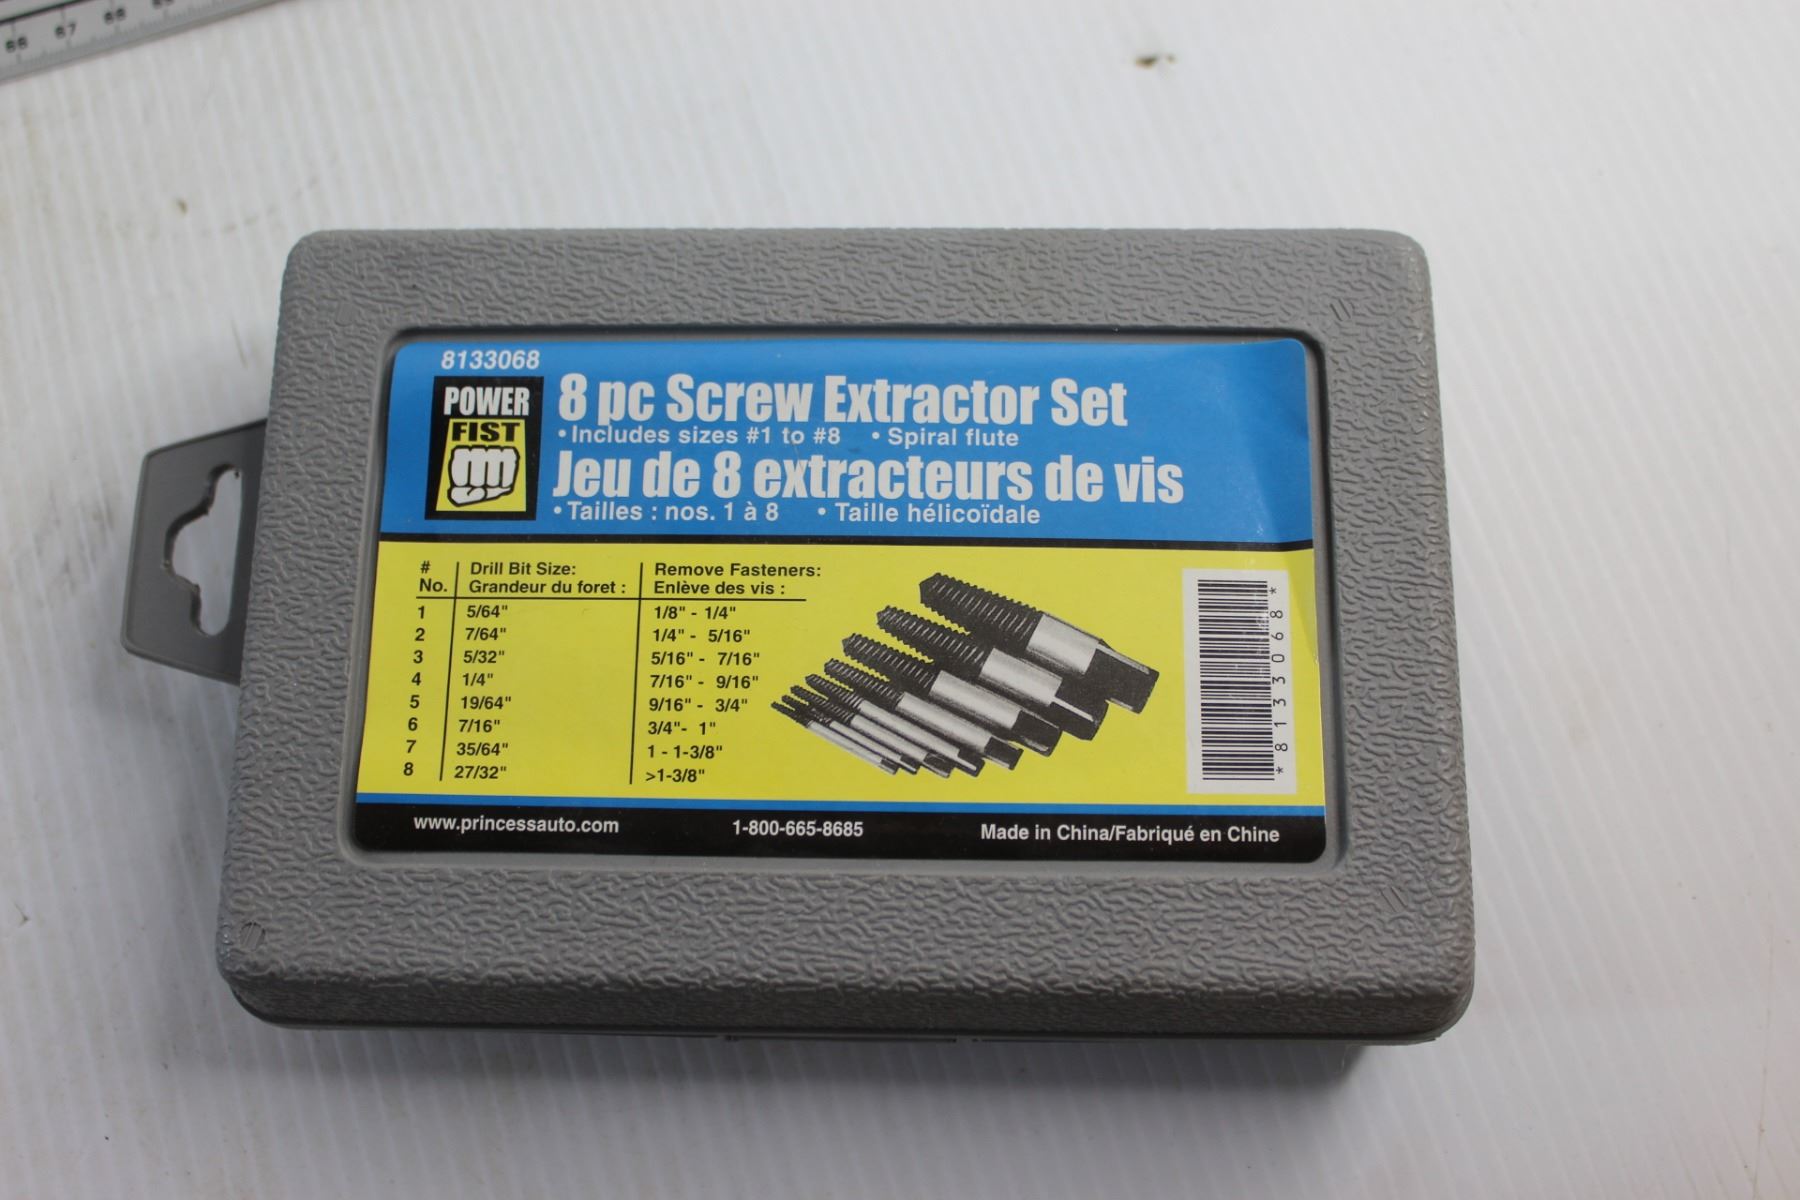 66 67 68
8133068
POWER
FIST
8 pc Screw Extractor Set
•Includes sizes #1 to #8 •Spiral flute
Jeu de 8 extracteurs de vis
•Tailles : nos. 1 à 8 •Taille hélicoïdale
# Drill Bit Size: Remove Fasteners:
No. Grandeur du foret : Enlève des vis :
1 5/64" 1/8" - 1/4"
2 7/64" 1/4" - 5/16"
3 5/32" 5/16" - 7/16"
4 1/4" 7/16" - 9/16"
5 19/64" 9/16" - 3/4"
6 7/16" 3/4"- 1"
7 35/64" 1 - 1-3/8"
8 27/32" >1-3/8"
*8133068*
www.princessauto.com 1-800-665-8685 Made in China/Fabriqué en Chine